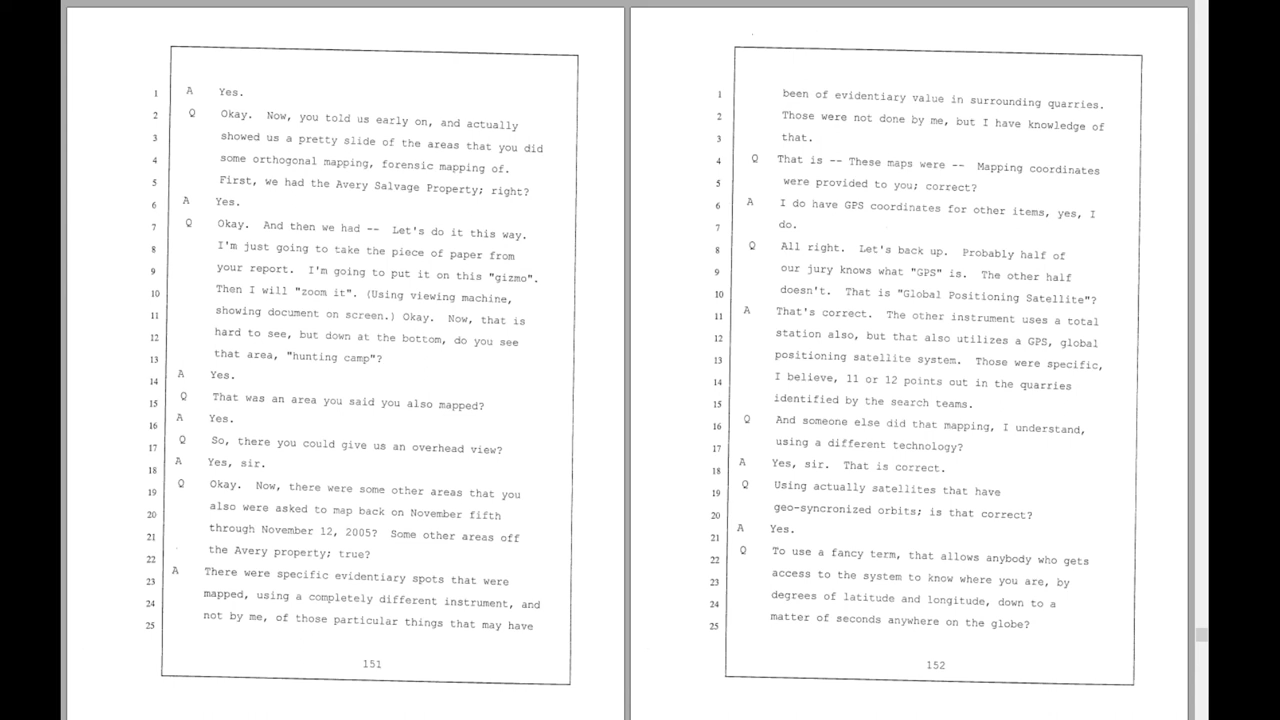 1 A Yes.
2 Q Okay. Now, you told us early on, and actually
3 showed us a pretty slide of the areas that you did
4 some orthogonal mapping, forensic mapping of.
5 First, we had the Avery Salvage Property; right?
6 A Yes.
7 Q Okay. And then we had -- Let's do it this way.
8 I'm just going to take the piece of paper from
9 your report. I'm going to put it on this "gizmo".
10 Then I will "zoom it". (Using viewing machine,
11 showing document on screen.) Okay. Now, that is
12 hard to see, but down at the bottom, do you see
13 that area, "hunting camp"?
14 A Yes.
15 Q That was an area you said you also mapped?
16 A Yes.
17 Q So, there you could give us an overhead view?
18 A Yes, sir.
19 Q Okay. Now, there were some other areas that you
20 also were asked to map back on November fifth
21 through November 12, 2005? Some other areas off
22 the Avery property; true?
23 A There were specific evidentiary spots that were
24 mapped, using a completely different instrument, and
25 not by me, of those particular things that may have
151
1 been of evidentiary value in surrounding quarries.
2 Those were not done by me, but I have knowledge of
3 that.
4 Q That is -- These maps were -- Mapping coordinates
5 were provided to you; correct?
6 A I do have GPS coordinates for other items, yes, I
7 do.
8 Q All right. Let's back up. Probably half of
9 our jury knows what "GPS" is. The other half
10 doesn't. That is "Global Positioning Satellite"?
11 A That's correct. The other instrument uses a total
12 station also, but that also utilizes a GPS, global
13 positioning satellite system. Those were specific,
14 I believe, 11 or 12 points out in the quarries
15 identified by the search teams.
16 Q And someone else did that mapping, I understand,
17 using a different technology?
18 A Yes, sir. That is correct.
19 Q Using actually satellites that have
20 geo-syncronized orbits; is that correct?
21 A Yes.
22 Q To use a fancy term, that allows anybody who gets
23 access to the system to know where you are, by
24 degrees of latitude and longitude, down to a
25 matter of seconds anywhere on the globe?
152